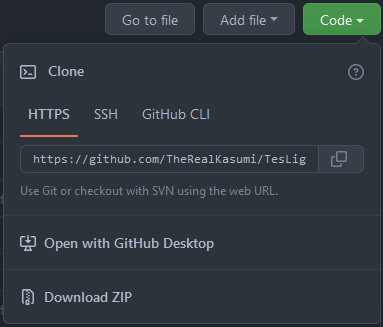 Go to file Add file Code
Clone
HTTPS SSH GitHub CLI
https://github.com/TheRealKasumi/TesLig
Use Git or checkout with SVN using the web URL.
Open with GitHub Desktop
Download ZIP